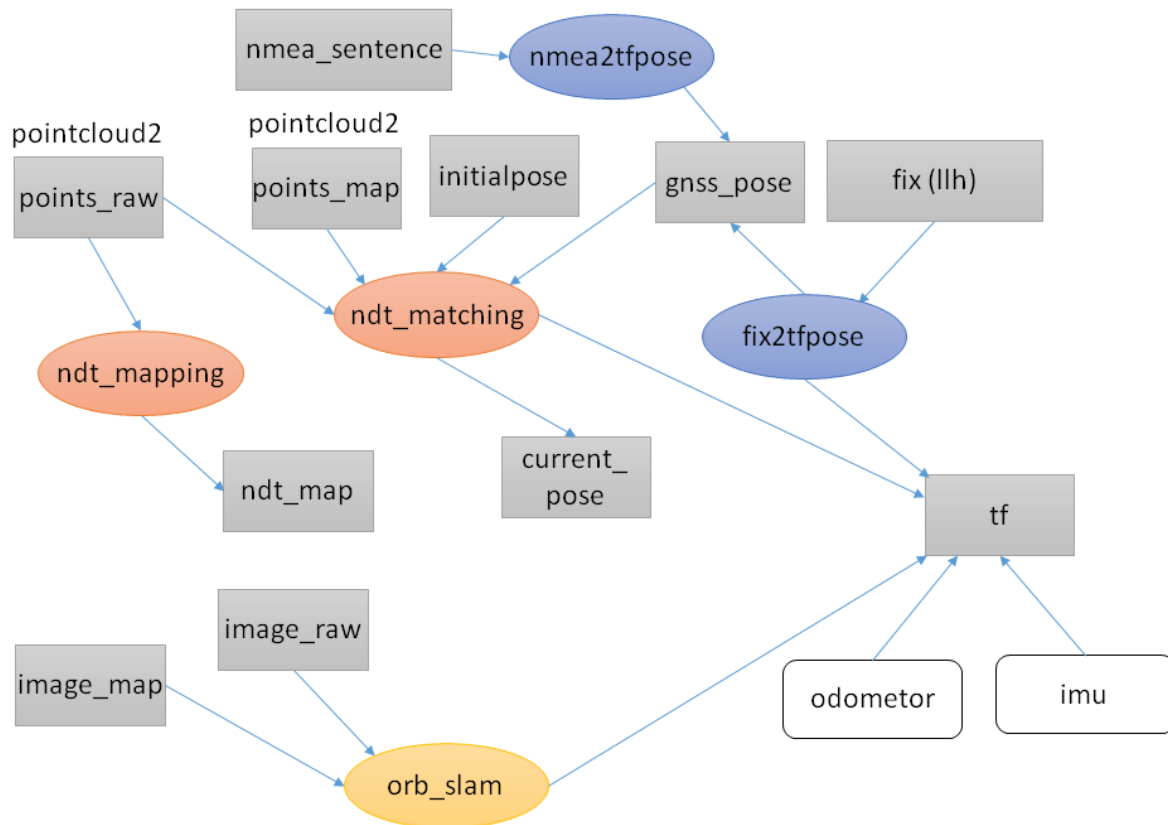 nmea_sentence
nmea2tfpose
pointcloud2
pointcloud2
points_raw
points_map
initialpose
gnss_pose
fix (llh)
ndt_matching
fix2tfpose
ndt_mapping
current_
pose
ndt_map
tf
image_raw
image_map
odometor
imu
orb_slam